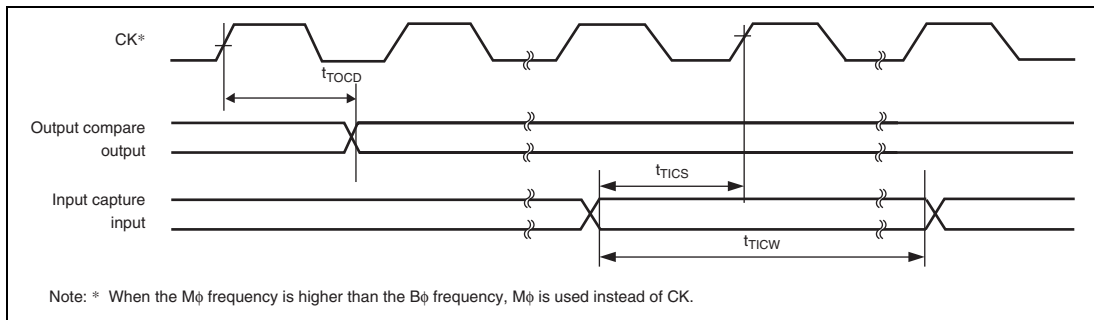 CK*
tTOCD
Output compare
output
tTICS
Input capture
input
tTICW
Note: * When the Mϕ frequency is higher than the Bϕ frequency, Mϕ is used instead of CK.